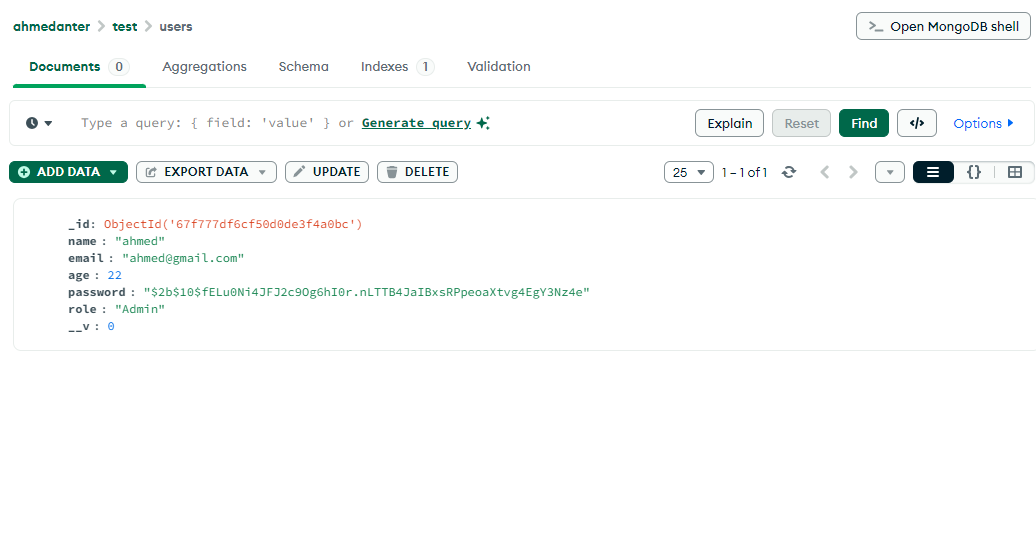 ahmedanter > test > users
>_ Open MongoDB shell
Documents 0 Aggregations Schema Indexes 1 Validation
Type a query: { field: 'value' } or Generate query
Explain Reset Find </> Options
ADD DATA EXPORT DATA UPDATE DELETE
25 1 – 1 of 1 {}
_id: ObjectId('67f777df6cf50d0de3f4a0bc')
name : "ahmed"
email : "ahmed@gmail.com"
age : 22
password : "$2b$10$fELu0Ni4JFJ2c9Og6hI0r.nLTTB4JaIBxsRPpeoaXtvg4EgY3Nz4e"
role : "Admin"
__v : 0